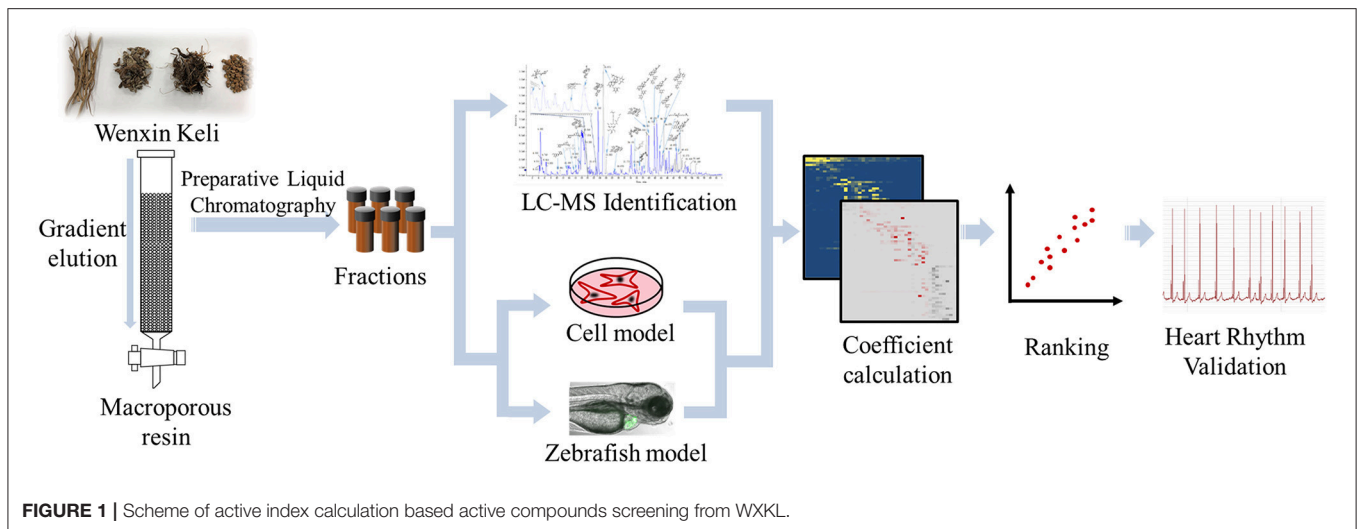 Wenxin Keli
Gradient
elution
Preparative Liquid
Chromatography
Macroporous
resin
Fractions
LC-MS Identification
Cell model
Zebrafish model
Coefficient
calculation
Ranking
Heart Rhythm
Validation
FIGURE 1 | Scheme of active index calculation based active compounds screening from WXKL.